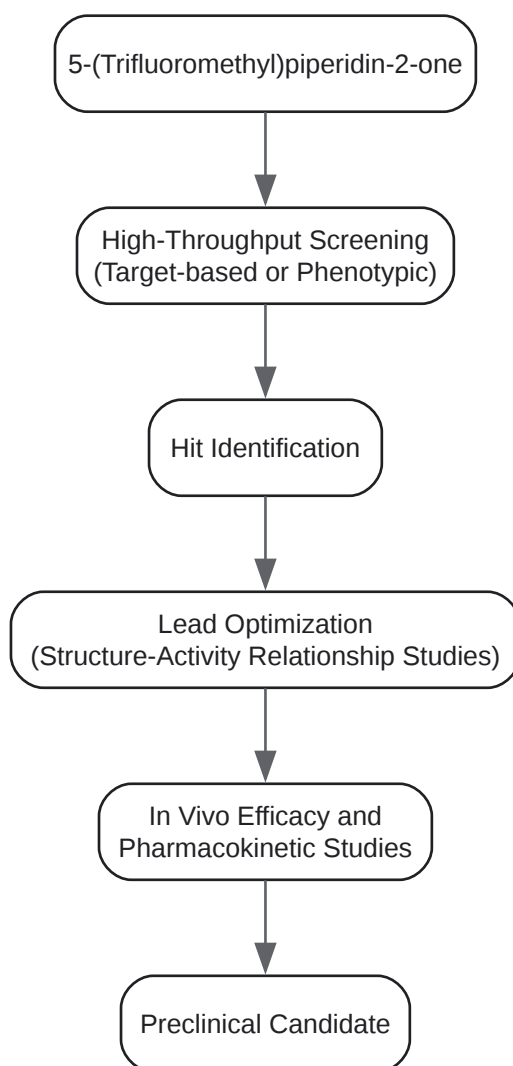 5-(Trifluoromethyl)piperidin-2-one
High-Throughput Screening
(Target-based or Phenotypic)
Hit Identification
Lead Optimization
(Structure-Activity Relationship Studies)
In Vivo Efficacy and
Pharmacokinetic Studies
Preclinical Candidate